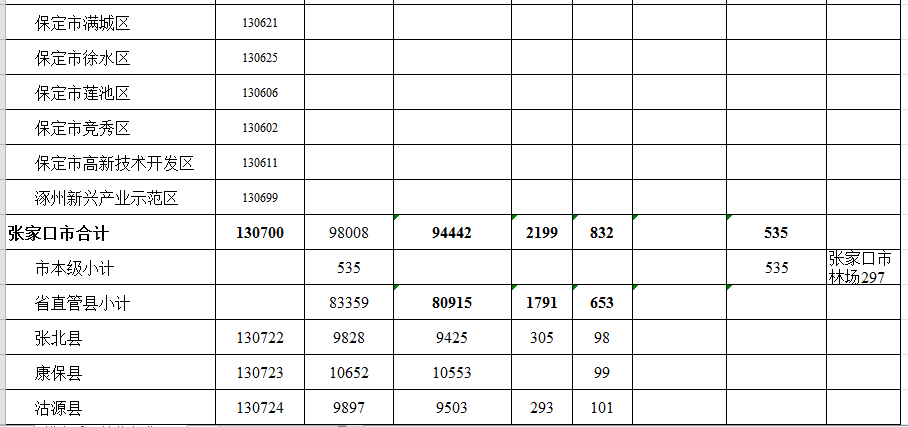 保定市满城区 130621
保定市徐水区 130625
保定市莲池区 130606
保定市竞秀区 130602
保定市高新技术开发区 130611
涿州新兴产业示范区 130699
张家口市合计 130700 98008 94442 2199 832 535
市本级小计 535 535 张家口市
林场297
省直管县小计 83359 80915 1791 653
张北县 130722 9828 9425 305 98
康保县 130723 10652 10553 99
沽源县 130724 9897 9503 293 101